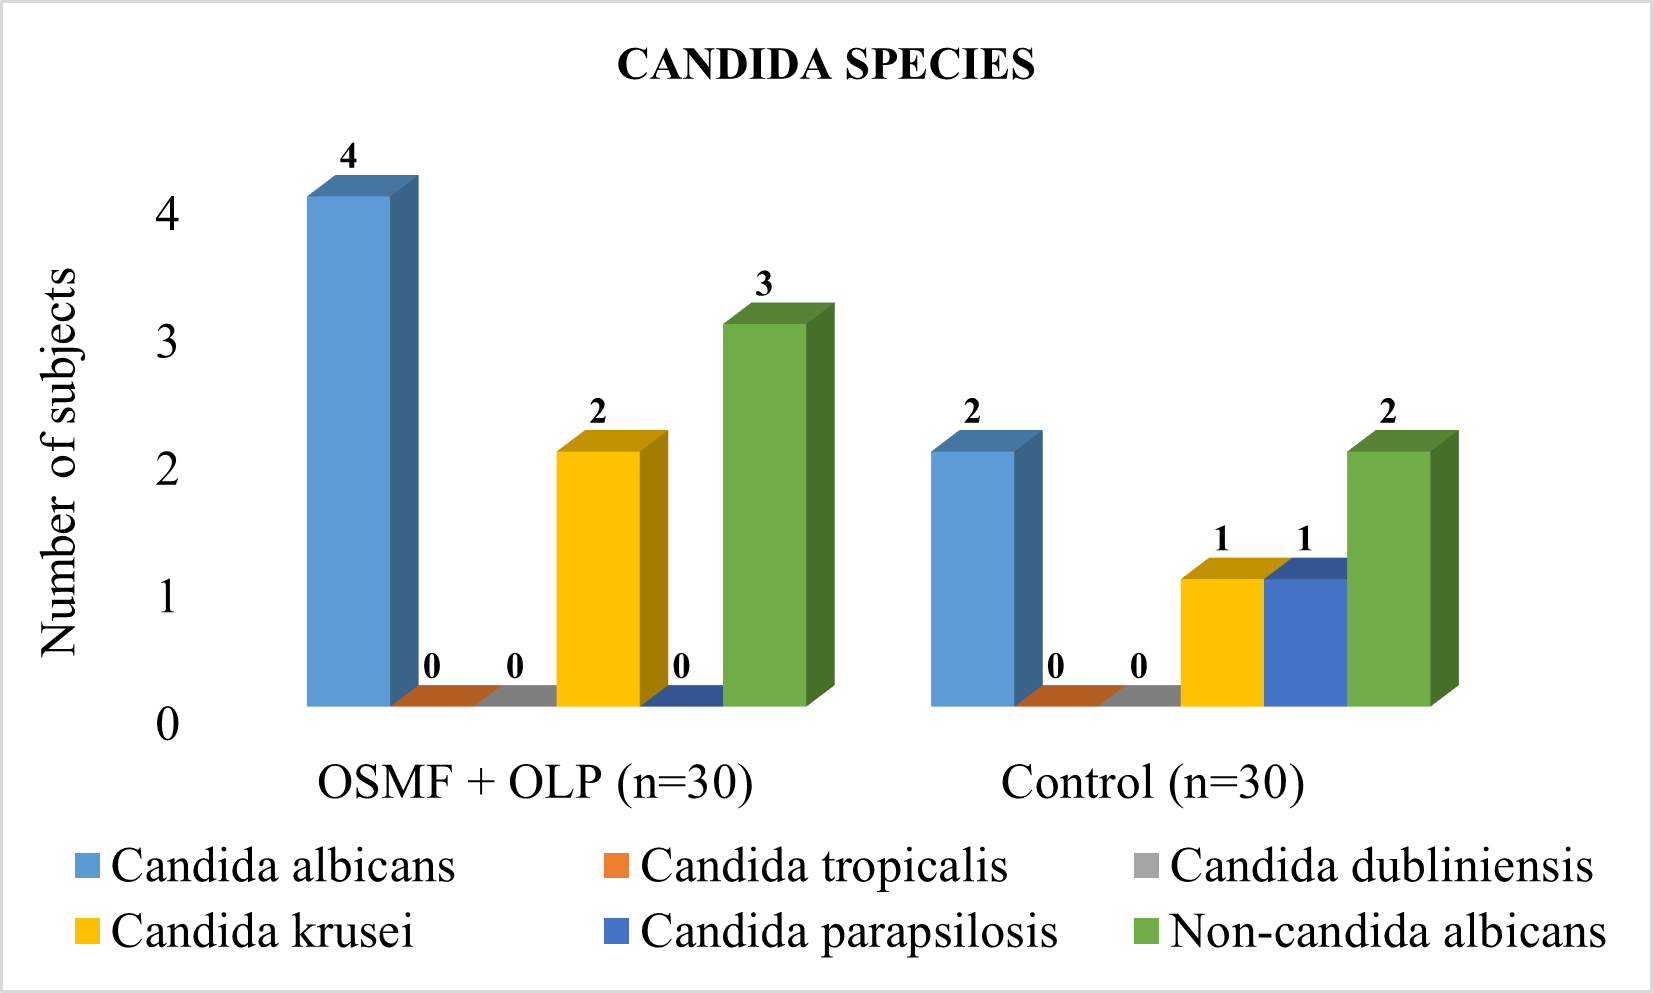 CANDIDA SPECIES
4
4
3
3
2
2
2
2
1
1
1
0
0
0
0
0
0
Number of subjects
OSMF + OLP (n=30)
Control (n=30)
Candida albicans
Candida tropicalis
Candida dubliniensis
Candida krusei
Candida parapsilosis
Non-candida albicans